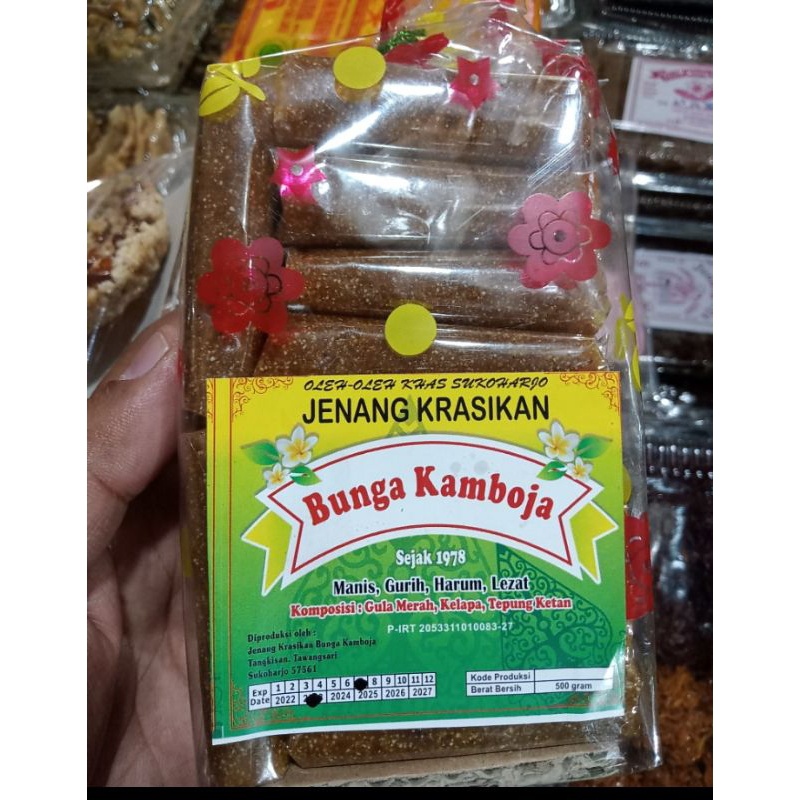 OLEH-OLEH KHAS SUKOHARJO
JENANG KRASIKAN
Bunga Kamboja
Sejak 1978
Manis, Gurih, Harum, Lezat
Komposisi : Gula Merah, Kelapa, Tepung Ketan
P-IRT 2053311010083-27
Diproduksi oleh :
Jenang Krasikan Bunga Kamboja
Tangkisan. Tawangsari
Sukoharjo 57561
Exp Date
1 2 3 4 5 6 8 9 10 11 12
2022 2024 2025 2026 2027
Kode Produksi
Berat Bersih 500 gram